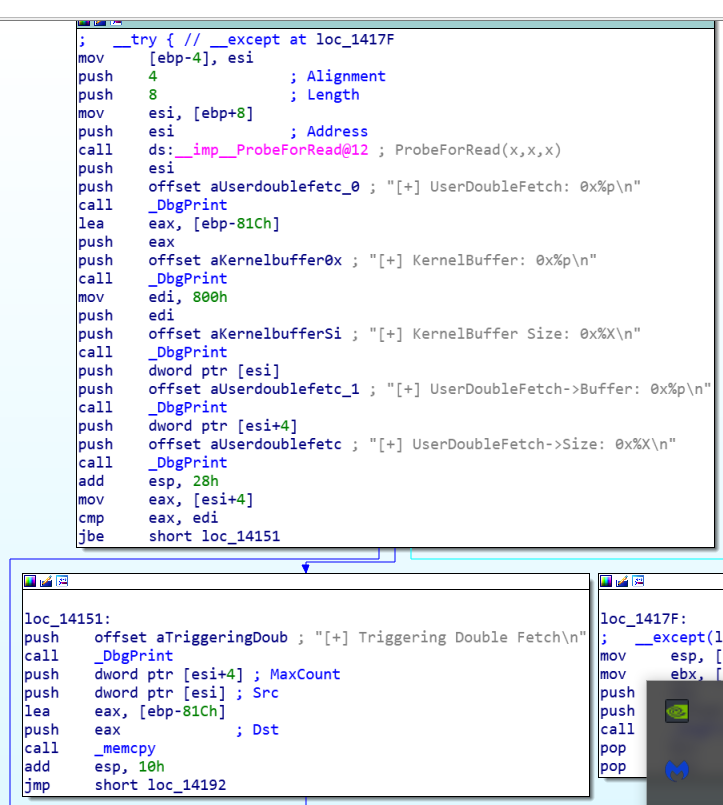 ;   __try { // __except at loc_1417F
mov     [ebp-4], esi
push    4               ; Alignment
push    8               ; Length
mov     esi, [ebp+8]
push    esi             ; Address
call    ds:__imp__ProbeForRead@12 ; ProbeForRead(x,x,x)
push    esi
push    offset aUserdoublefetc_0 ; "[+] UserDoubleFetch: 0x%p\n"
call    _DbgPrint
lea     eax, [ebp-81Ch]
push    eax
push    offset aKernelbuffer0x ; "[+] KernelBuffer: 0x%p\n"
call    _DbgPrint
mov     edi, 800h
push    edi
push    offset aKernelbufferSi ; "[+] KernelBuffer Size: 0x%X\n"
call    _DbgPrint
push    dword ptr [esi]
push    offset aUserdoublefetc_1 ; "[+] UserDoubleFetch->Buffer: 0x%p\n"
call    _DbgPrint
push    dword ptr [esi+4]
push    offset aUserdoublefetc ; "[+] UserDoubleFetch->Size: 0x%X\n"
call    _DbgPrint
add     esp, 28h
mov     eax, [esi+4]
cmp     eax, edi
jbe     short loc_14151
loc_14151:
push    offset aTriggeringDoub ; "[+] Triggering Double Fetch\n"
call    _DbgPrint
push    dword ptr [esi+4] ; MaxCount
push    dword ptr [esi] ; Src
lea     eax, [ebp-81Ch]
push    eax             ; Dst
call    _memcpy
add     esp, 10h
jmp     short loc_14192
loc_1417F:
;   __except(l
mov     esp, [
mov     ebx, [
push
push
call
pop
pop